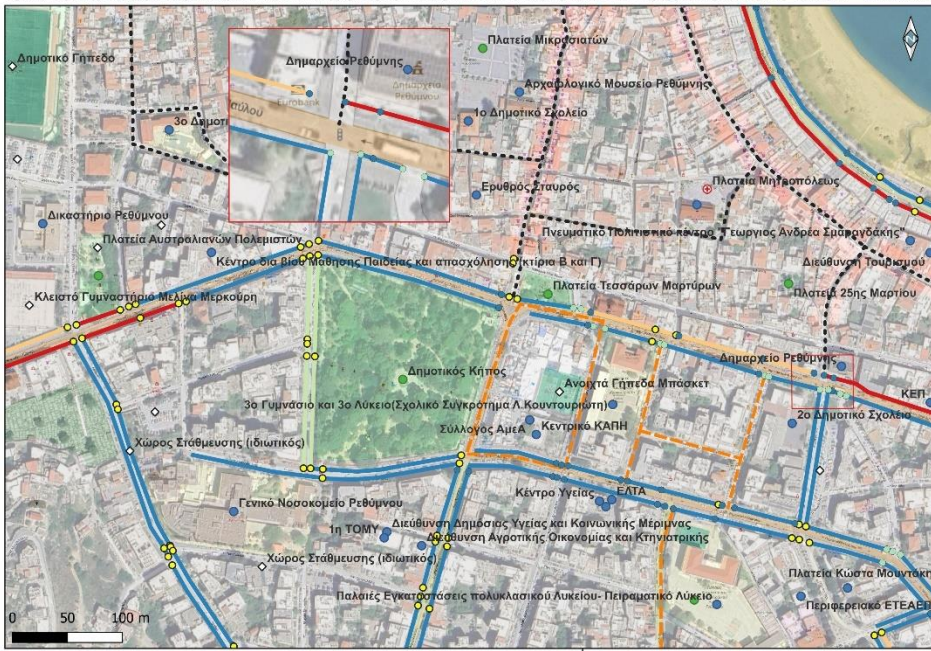 Δημοτικό Γήπεδο
Πλατεία Μικρασιατών
Δημαρχείο Ρεθύμνης
Δημαρχείο
Ρεθύμνου
Eurobank
αύλου
Αρχαιολογικό Μουσείο Ρεθύμνης
1ο Δημοτικό Σχολείο
3ο Δημοτι
Ερυθρός Σταυρός
Πλατεία Μητροπόλεως
Δικαστήριο Ρεθύμνου
Πλατεία Αυστραλιανών Πολεμιστών
Πνευματικό Πολιτιστικό κέντρο "Γεώργιος Ανδρέα Σμαραγδάκης"
Κέντρο δια βίου Μάθησης Παιδείας και απασχόλησης (κτίρια Β και Γ)
Διεύθυνση Τουρισμού
Κλειστό Γυμναστήριο Μελίνα Μερκούρη
Πλατεία Τεσσάρων Μαρτύρων
Πλατεία 25ης Μαρτίου
Δημαρχείο Ρεθύμνης
Δημοτικός Κήπος
Ανοιχτά Γήπεδα Μπάσκετ
ΚΕΠ
3ο Γυμνάσιο και 3ο Λύκειο(Σχολικό Συγκρότημα Λ.Κουντουριώτη)
2ο Δημοτικό Σχολείο
Σύλλογος ΑμεΑ
Κεντρικό ΚΑΠΗ
Χώρος Στάθμευσης (ιδιωτικός)
Κέντρο Υγείας
ΕΛΤΑ
Γενικό Νοσοκομείο Ρεθύμνου
1η ΤΟΜΥ
Διεύθυνση Δημόσιας Υγείας και Κοινωνικής Μέριμνας
Διεύθυνση Αγροτικής Οικονομίας και Κτηνιατρικής
Χώρος Στάθμευσης (ιδιωτικός)
Πλατεία Κώστα Μουντάκη
Παλαιές Εγκαταστάσεις πολυκλασικού Λυκείου- Πειραματικό Λύκειο
Περιφερειακό ΕΤΕΑΕΠ
0 50 100 m